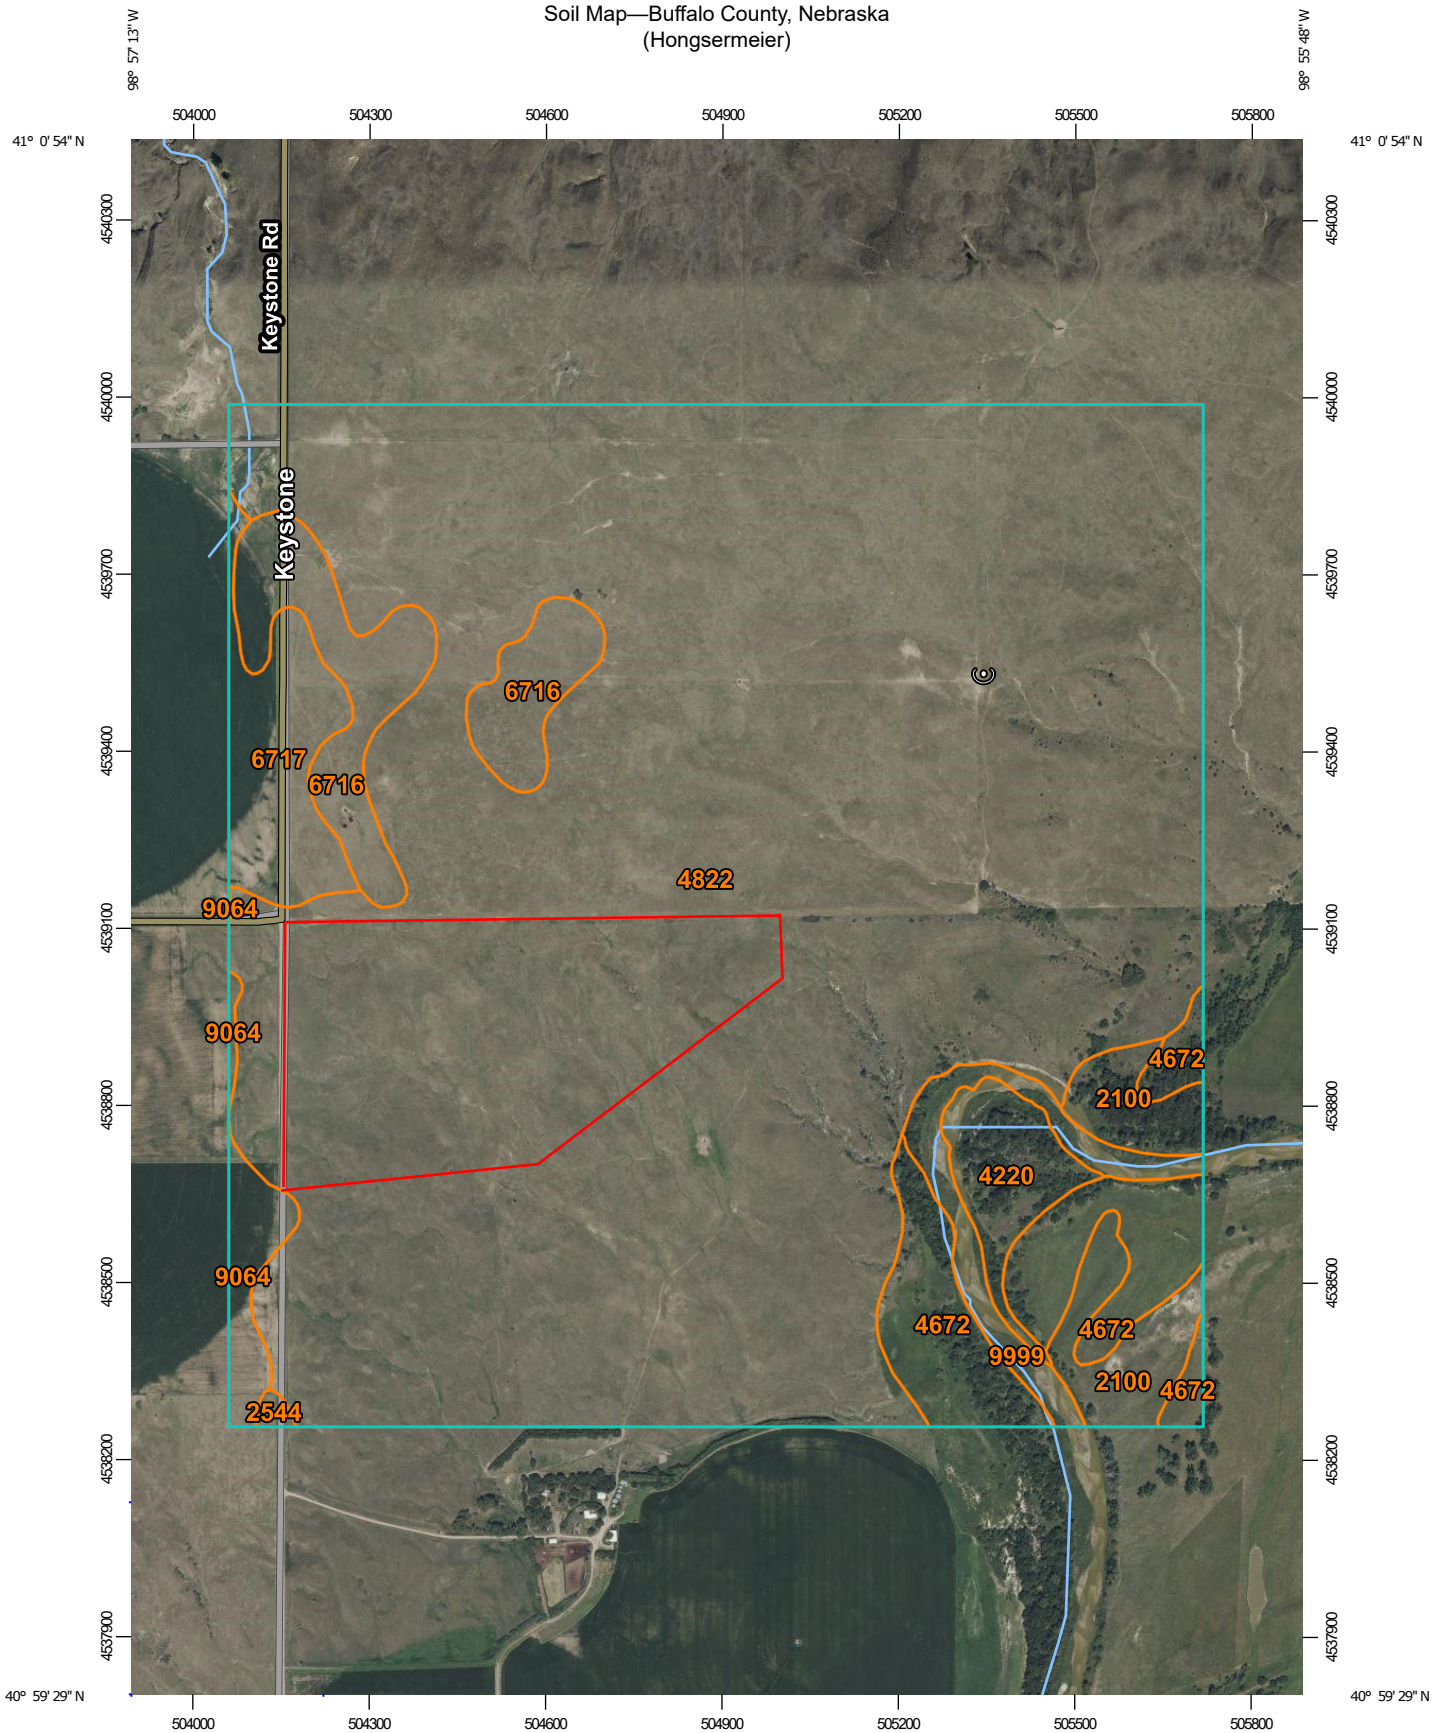 Soil Map—Buffalo County, Nebraska
(Hongsermeier)
98° 57' 13" W
98° 55' 48" W
504000 504300 504600 504900 505200 505500 505800
41° 0' 54" N
41° 0' 54" N
4540300
4540300
Keystone Rd
4540000
4540000
Keystone
4539700
4539700
6716
4539400
4539400
6717
6716
4822
9064
4539100
4539100
9064
4672
2100
4538800
4538800
4220
9064
4538500
4538500
4672
4672
9999
2100
4672
2544
4538200
4538200
4537900
4537900
40° 59' 29" N
40° 59' 29" N
504000 504300 504600 504900 505200 505500 505800